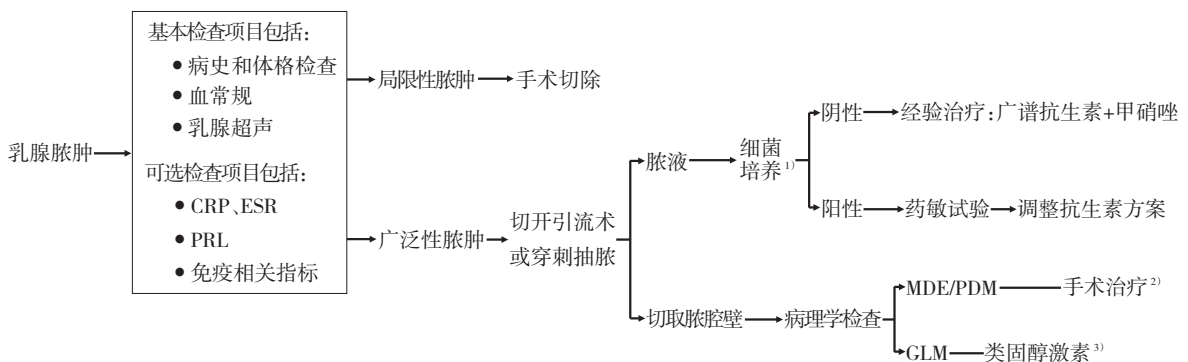 乳腺脓肿
基本检查项目包括：
●病史和体格检查
●血常规
●乳腺超声
可选检查项目包括：
●CRP、ESR
●PRL
●免疫相关指标
局限性脓肿
手术切除
广泛性脓肿
切开引流术
或穿刺抽脓
脓液
细菌
培养1)
阴性
经验治疗：广谱抗生素+甲硝唑
阳性
药敏试验
调整抗生素方案
切取脓腔壁
病理学检查
MDE/PDM
手术治疗2)
GLM
类固醇激素3)